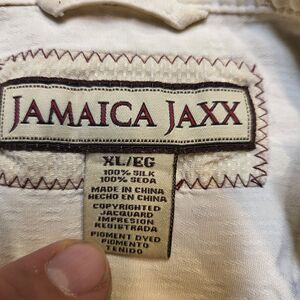 JAMAICA JAXX
XL/EG
100% SILK
100% SEDA
MADE IN CHINA
HECHO EN CHINA
COPYRIGHTED
JACQUARD
IMPRESION
REGISTRADA
PIGMENT DYED
PIGMENTO
TENIDO